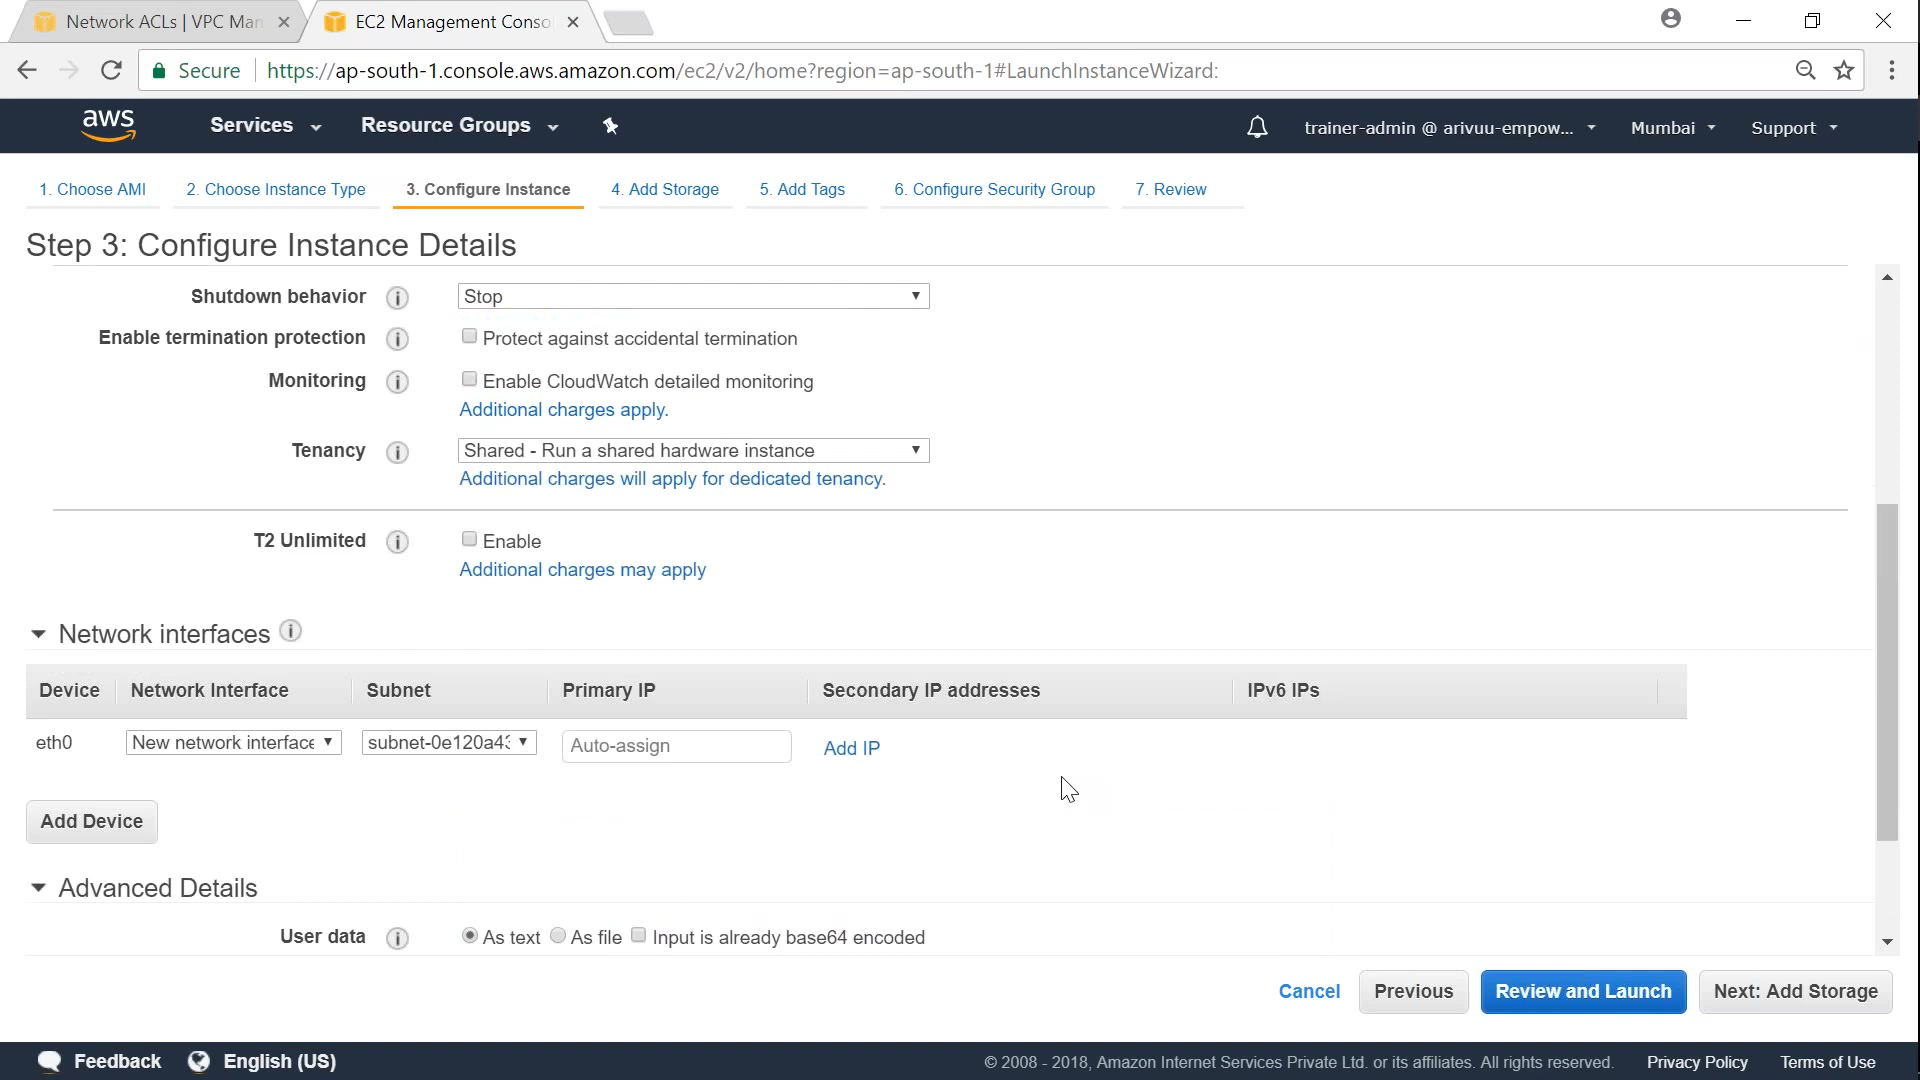 Network ACLs | VPC Man
EC2 Management Conso
Secure
https://ap-south-1.console.aws.amazon.com/ec2/v2/home?region=ap-south-1#LaunchInstanceWizard:
aws Services Resource Groups trainer-admin @ arivuu-empow... Mumbai Support
1. Choose AMI 2. Choose Instance Type 3. Configure Instance 4. Add Storage 5. Add Tags 6. Configure Security Group 7. Review
Step 3: Configure Instance Details
Shutdown behavior i Stop
Enable termination protection i Protect against accidental termination
Monitoring i Enable CloudWatch detailed monitoring
Additional charges apply.
Tenancy i Shared - Run a shared hardware instance
Additional charges will apply for dedicated tenancy.
T2 Unlimited i Enable
Additional charges may apply
Network interfaces i
Device Network Interface Subnet Primary IP Secondary IP addresses IPv6 IPs
eth0 New network interface subnet-0e120a43 Auto-assign Add IP
Add Device
Advanced Details
User data i As text As file Input is already base64 encoded
Cancel Previous Review and Launch Next: Add Storage
Feedback English (US) © 2008 - 2018, Amazon Internet Services Private Ltd. or its affiliates. All rights reserved. Privacy Policy Terms of Use